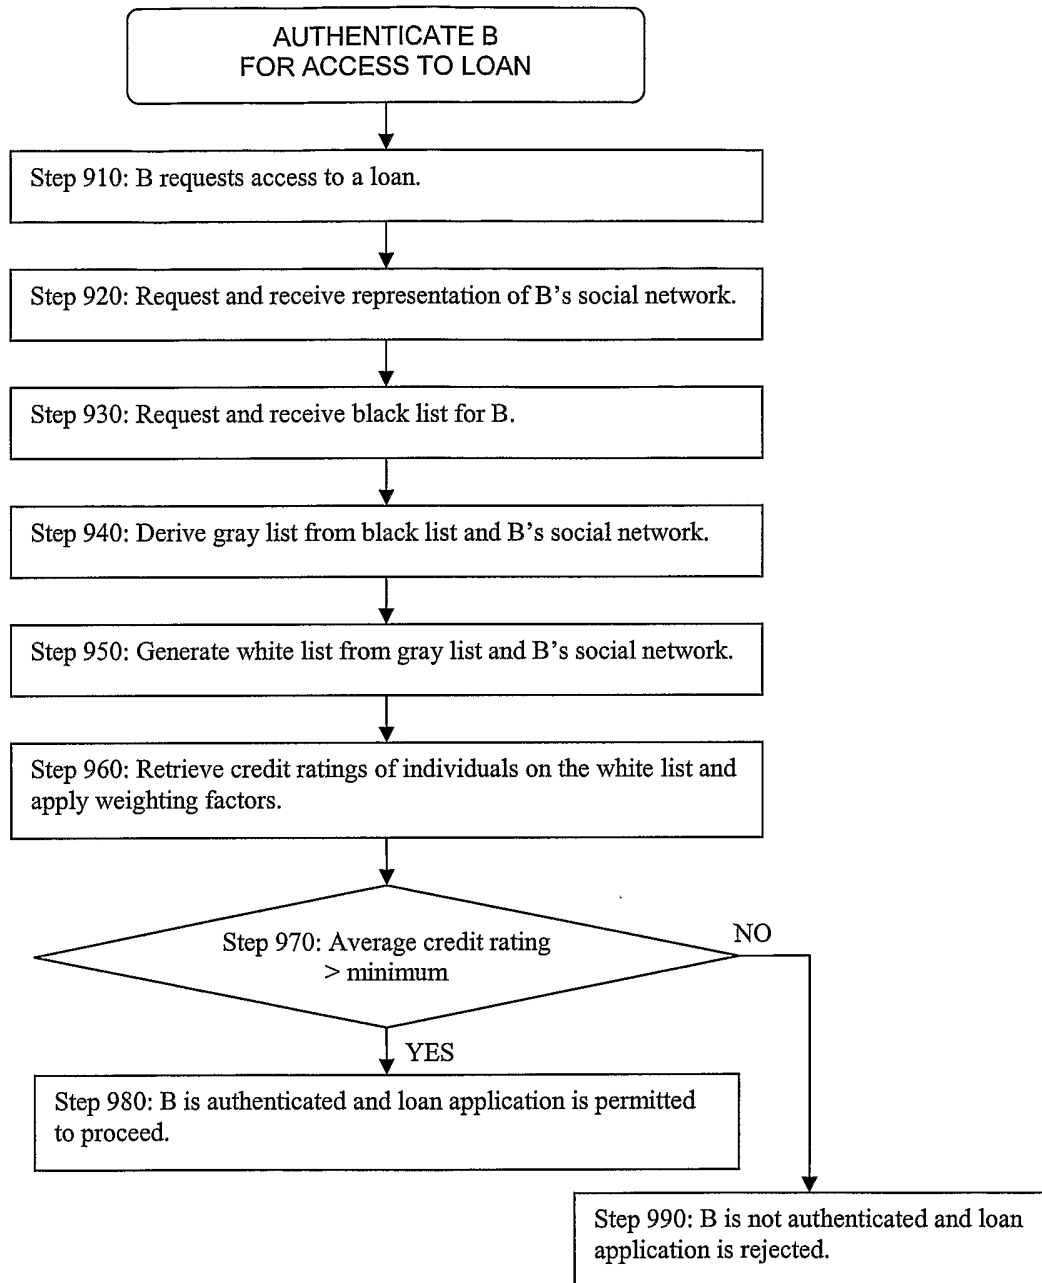 AUTHENTICATE B
FOR ACCESS TO LOAN
Step 910: B requests access to a loan.
Step 920: Request and receive representation of B’s social network.
Step 930: Request and receive black list for B.
Step 940: Derive gray list from black list and B’s social network.
Step 950: Generate white list from gray list and B’s social network.
Step 960: Retrieve credit ratings of individuals on the white list and
apply weighting factors.
Step 970: Average credit rating
> minimum
NO
YES
Step 980: B is authenticated and loan application is permitted
to proceed.
Step 990: B is not authenticated and loan
application is rejected.